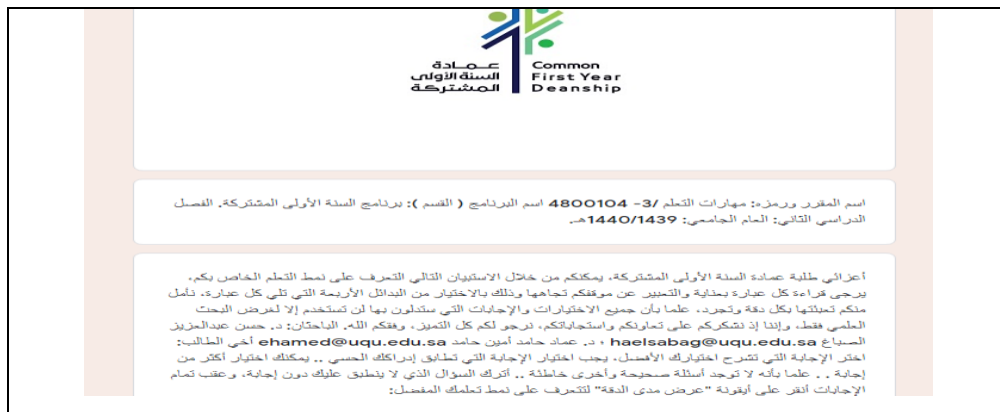 عمادة
السنة الأولى
المشتركة
Common
First Year
Deanship
اسم المقرر ورمزه: مهارات التعلم /3- 4800104 اسم البرنامج ( القسم ): برنامج السنة الأولى المشتركة. الفصل
الدراسي الثاني: العام الجامعي: 1440/1439هـ.
أعزائي طلبة عمادة السنة الأولى المشتركة، يمكنكم من خلال الاستبيان التالي التعرف على نمط التعلم الخاص بكم،
يرجى قراءة كل عبارة بعناية والتعبير عن موقفكم تجاهها وذلك بالاختيار من البدائل الأربعة التي تلي كل عبارة، نأمل
منكم تعبئتها بكل دقة وتجرد، علما بأن جميع الاختيارات والإجابات التي ستدلون بها لن تستخدم إلا لغرض البحث
العلمي فقط، وإننا إذ نشكركم على تعاونكم واستجاباتكم، نرجو لكم كل التميز، وفقكم الله. الباحثان: د. حسن عبدالعزيز
الصباغ haelsabag@uqu.edu.sa ؛ د. عماد حامد أمين حامد ehamed@uqu.edu.sa أخي الطالب:
اختر الإجابة التي تشرح اختيارك الأفضل، يجب اختيار الإجابة التي تطابق إدراكك الحسي .. يمكنك اختيار أكثر من
إجابة .. علما بأنه لا توجد أسئلة صحيحة وأخرى خاطئة .. أترك السوال الذي لا ينطبق عليك دون إجابة، وعقب تمام
الإجابات أنقر على أيقونة "عرض مدى الدقة" لتتعرف على نمط تعلمك المفضل: